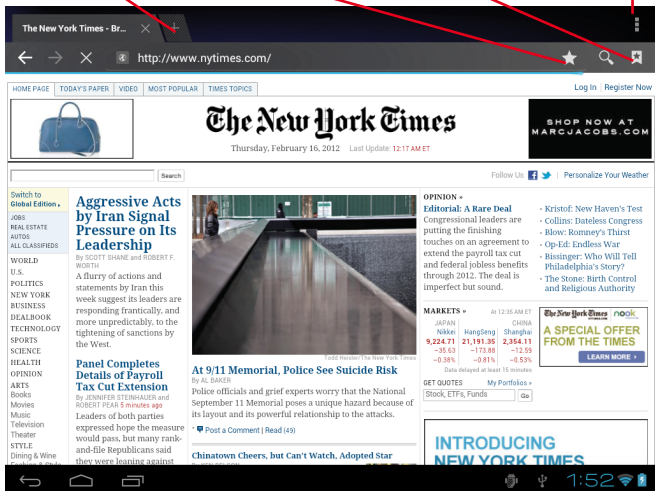 The New York Times - Br...
http://www.nytimes.com/
HOME PAGE TODAY'S PAPER VIDEO MOST POPULAR TIMES TOPICS
Log In Register Now
The New York Times
SHOP NOW AT
MARCJACOBS.COM
Thursday, February 16, 2012 Last Update: 12:17 AM ET
Search
Follow Us
Personalize Your Weather
Switch to
Global Edition ▸
JOBS
REAL ESTATE
AUTOS
ALL CLASSIFIEDS
WORLD
U.S.
POLITICS
NEW YORK
BUSINESS
DEALBOOK
TECHNOLOGY
SPORTS
SCIENCE
HEALTH
OPINION
ARTS
Books
Movies
Music
Television
Theater
STYLE
Dining & Wine
Fashion & Style
Aggressive Acts
by Iran Signal
Pressure on Its
Leadership
By SCOTT SHANE and ROBERT F.
WORTH
A flurry of actions and
statements by Iran this
week suggest its leaders are
responding frantically, and
more unpredictably, to the
tightening of sanctions by
the West.
Panel Completes
Details of Payroll
Tax Cut Extension
By JENNIFER STEINHAUER and
ROBERT PEAR 5 minutes ago
Leaders of both parties
expressed hope the measure
would pass, but many rank-
and-file Republicans said
they were leaning against
Todd Heisler/The New York Times
At 9/11 Memorial, Police See Suicide Risk
By AL BAKER
Police officials and grief experts worry that the National
September 11 Memorial poses a unique hazard because of
its layout and its powerful relationship to the attacks.
• Post a Comment | Read (49)
Chinatown Cheers, but Can't Watch, Adopted Star
OPINION »
Editorial: A Rare Deal
Congressional leaders are
putting the finishing
touches on an agreement to
extend the payroll tax cut
and federal jobless benefits
through 2012. The deal is
imperfect but sound.
• Kristof: New Haven's Test
• Collins: Dateless Congress
• Blow: Romney's Thirst
• Op-Ed: Endless War
• Bissinger: Who Will Tell
Philadelphia's Story?
• The Stone: Birth Control
and Religious Authority
MARKETS » At 12:35 AM ET
JAPAN CHINA
Nikkei HangSeng Shanghai
9,224.71 21,191.35 2,354.11
−35.63 −173.88 −12.59
−0.38% −0.81% −0.53%
Data delayed at least 15 minutes
GET QUOTES My Portfolios »
Stock, ETFs, Funds Go
The New York Times nook
A SPECIAL OFFER
FROM THE TIMES
LEARN MORE ›
INTRODUCING
NEW YORK TIMES
1:52